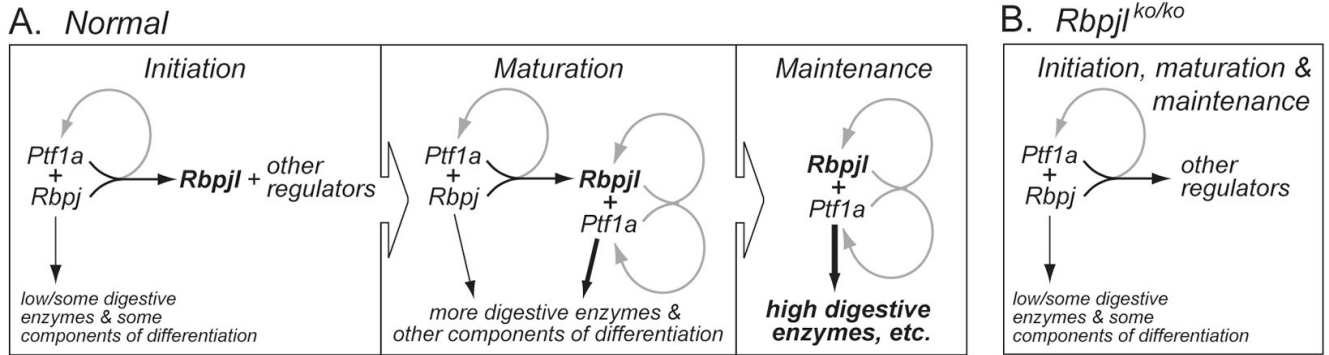 A. Normal
Initiation
Ptf1a
+
Rbpj
Rbpjl + other
regulators
low/some digestive
enzymes & some
components of differentiation
Maturation
Ptf1a
+
Rbpj
Rbpjl
+
Ptf1a
more digestive enzymes &
other components of differentiation
Maintenance
Rbpjl
+
Ptf1a
high digestive
enzymes, etc.
B. Rbpjl ko/ko
Initiation, maturation &
maintenance
Ptf1a
+
Rbpj
other
regulators
low/some digestive
enzymes & some
components of differentiation